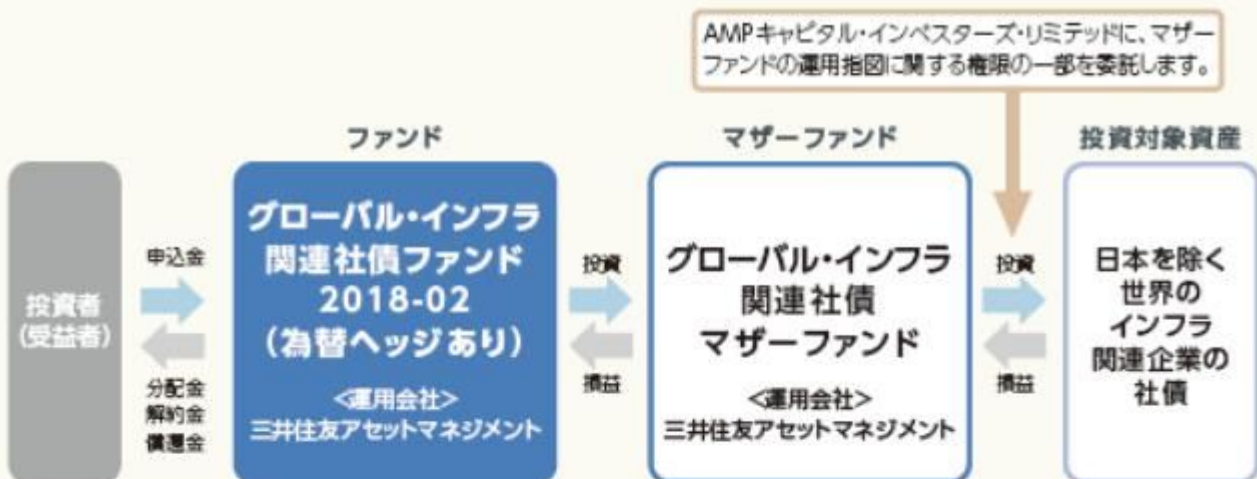 AMPキャピタル・インベスターズ・リミテッドに、マザー
ファンドの運用指図に関する権限の一部を委託します。
ファンド
マザーファンド
投資対象資産
投資者
(受益者)
申込金
分配金
解約金
償還金
グローバル・インフラ
関連社債ファンド
2018-02
(為替ヘッジあり)
<運用会社>
三井住友アセットマネジメント
投資
損益
グローバル・インフラ
関連社債
マザーファンド
<運用会社>
三井住友アセットマネジメント
投資
損益
日本を除く
世界の
インフラ
関連企業の
社債